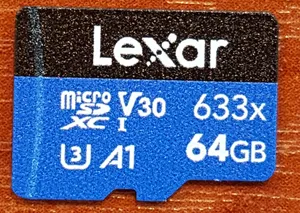 Lexar
micro SD XC I V30 633x
64GB
U3 A1